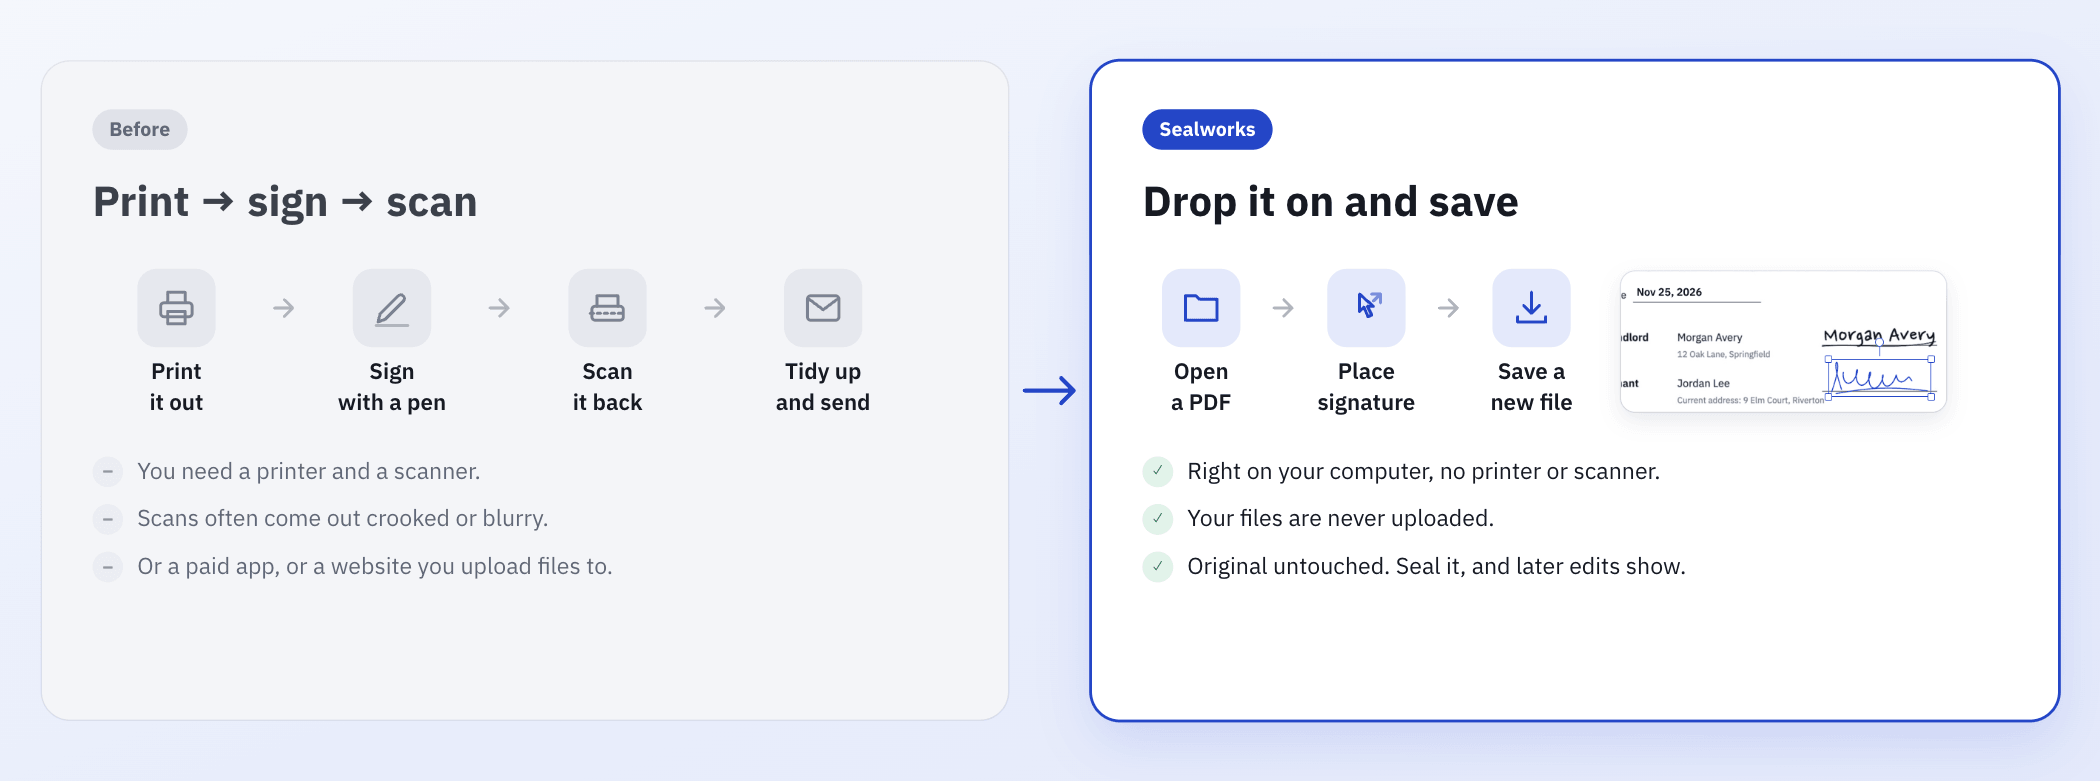 Before
Print → sign → scan
Print
it out
Sign
with a pen
Scan
it back
Tidy up
and send
You need a printer and a scanner.
Scans often come out crooked or blurry.
Or a paid app, or a website you upload files to.
Sealworks
Drop it on and save
Open
a PDF
Place
signature
Save a
new file
e Nov 25, 2026
dlord Morgan Avery Morgan Avery
12 Oak Lane, Springfield
ant Jordan Lee
Current address: 9 Elm Court, Riverton
Right on your computer, no printer or scanner.
Your files are never uploaded.
Original untouched. Seal it, and later edits show.